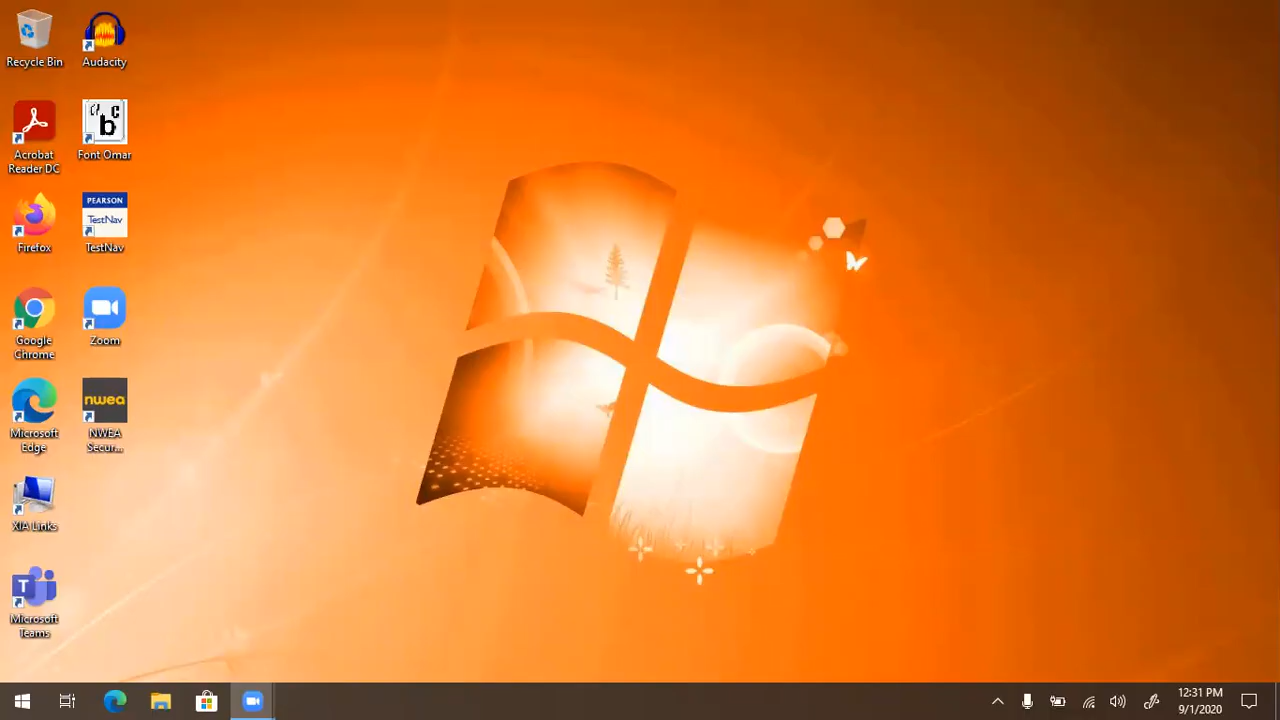 Recycle Bin
Audacity
Acrobat
Reader DC
Font Omar
b
c
Firefox
PEARSON
TestNav
TestNav
Google
Chrome
Zoom
Microsoft
Edge
nwea
NWEA
Secur...
XIA Links
T
Microsoft
Teams
12:31 PM
9/1/2020